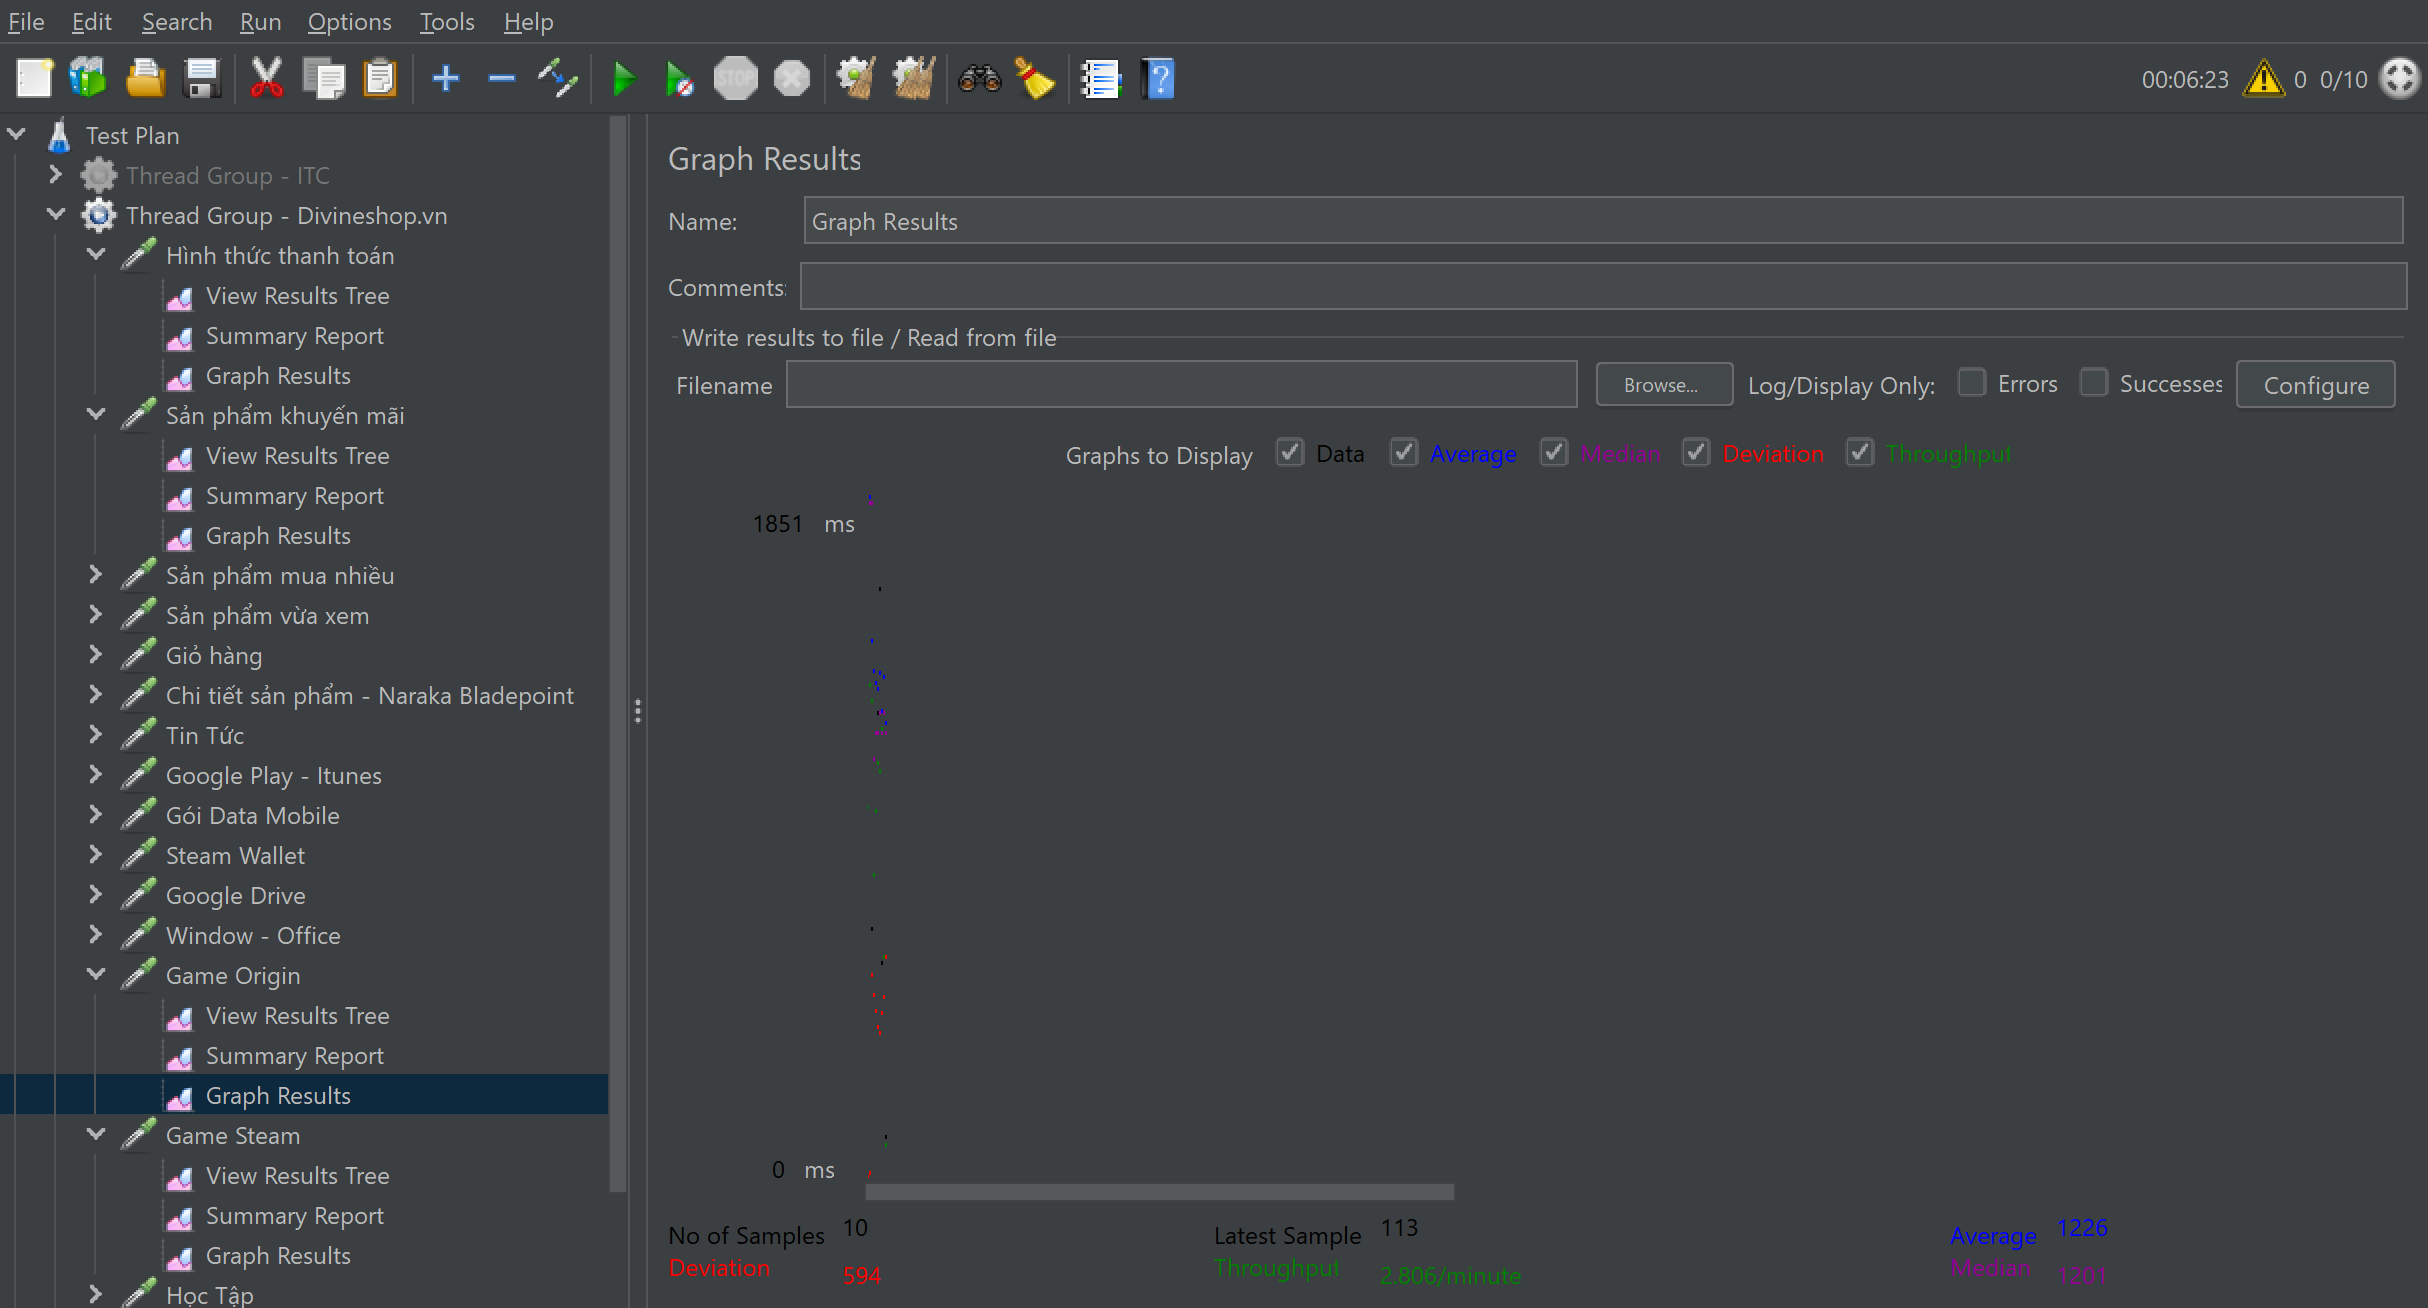 File Edit Search Run Options Tools Help
STOP
00:06:23 0 0/10
Test Plan
Thread Group - ITC
Thread Group - Divineshop.vn
Hình thức thanh toán
View Results Tree
Summary Report
Graph Results
Sản phẩm khuyến mãi
View Results Tree
Summary Report
Graph Results
Sản phẩm mua nhiều
Sản phẩm vừa xem
Giỏ hàng
Chi tiết sản phẩm - Naraka Bladepoint
Tin Tức
Google Play - Itunes
Gói Data Mobile
Steam Wallet
Google Drive
Window - Office
Game Origin
View Results Tree
Summary Report
Graph Results
Game Steam
View Results Tree
Summary Report
Graph Results
Học Tập
Graph Results
Name: Graph Results
Comments:
Write results to file / Read from file
Filename Browse... Log/Display Only: Errors Successes Configure
Graphs to Display Data Average Median Deviation Throughput
1851 ms
0 ms
No of Samples 10 Latest Sample 113 Average 1226
Deviation 594 Throughput 2.806/minute Median 1201